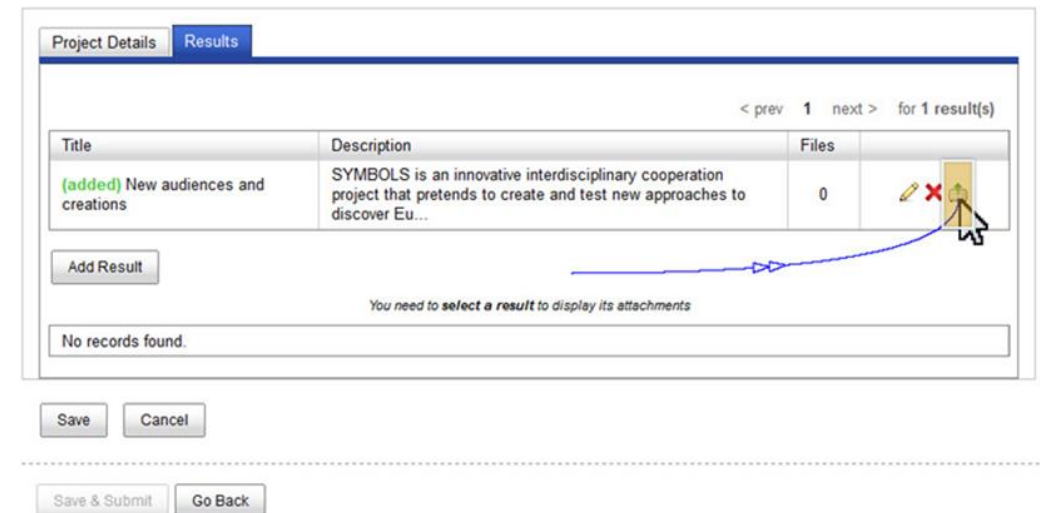 Project Details Results
< prev 1 next > for 1 result(s)
Title Description Files
(added) New audiences and creations
SYMBOLS is an innovative interdisciplinary cooperation
project that pretends to create and test new approaches to
discover Eu...
0
Add Result
You need to select a result to display its attachments
No records found.
Save Cancel
Save & Submit Go Back